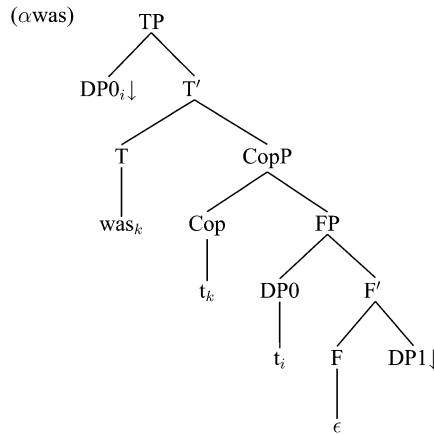 (αwas) TP
DP0ᵢ↓ T′
T CopP
wasₖ Cop FP
tₖ DP0 F′
tᵢ F DP1↓
ϵ